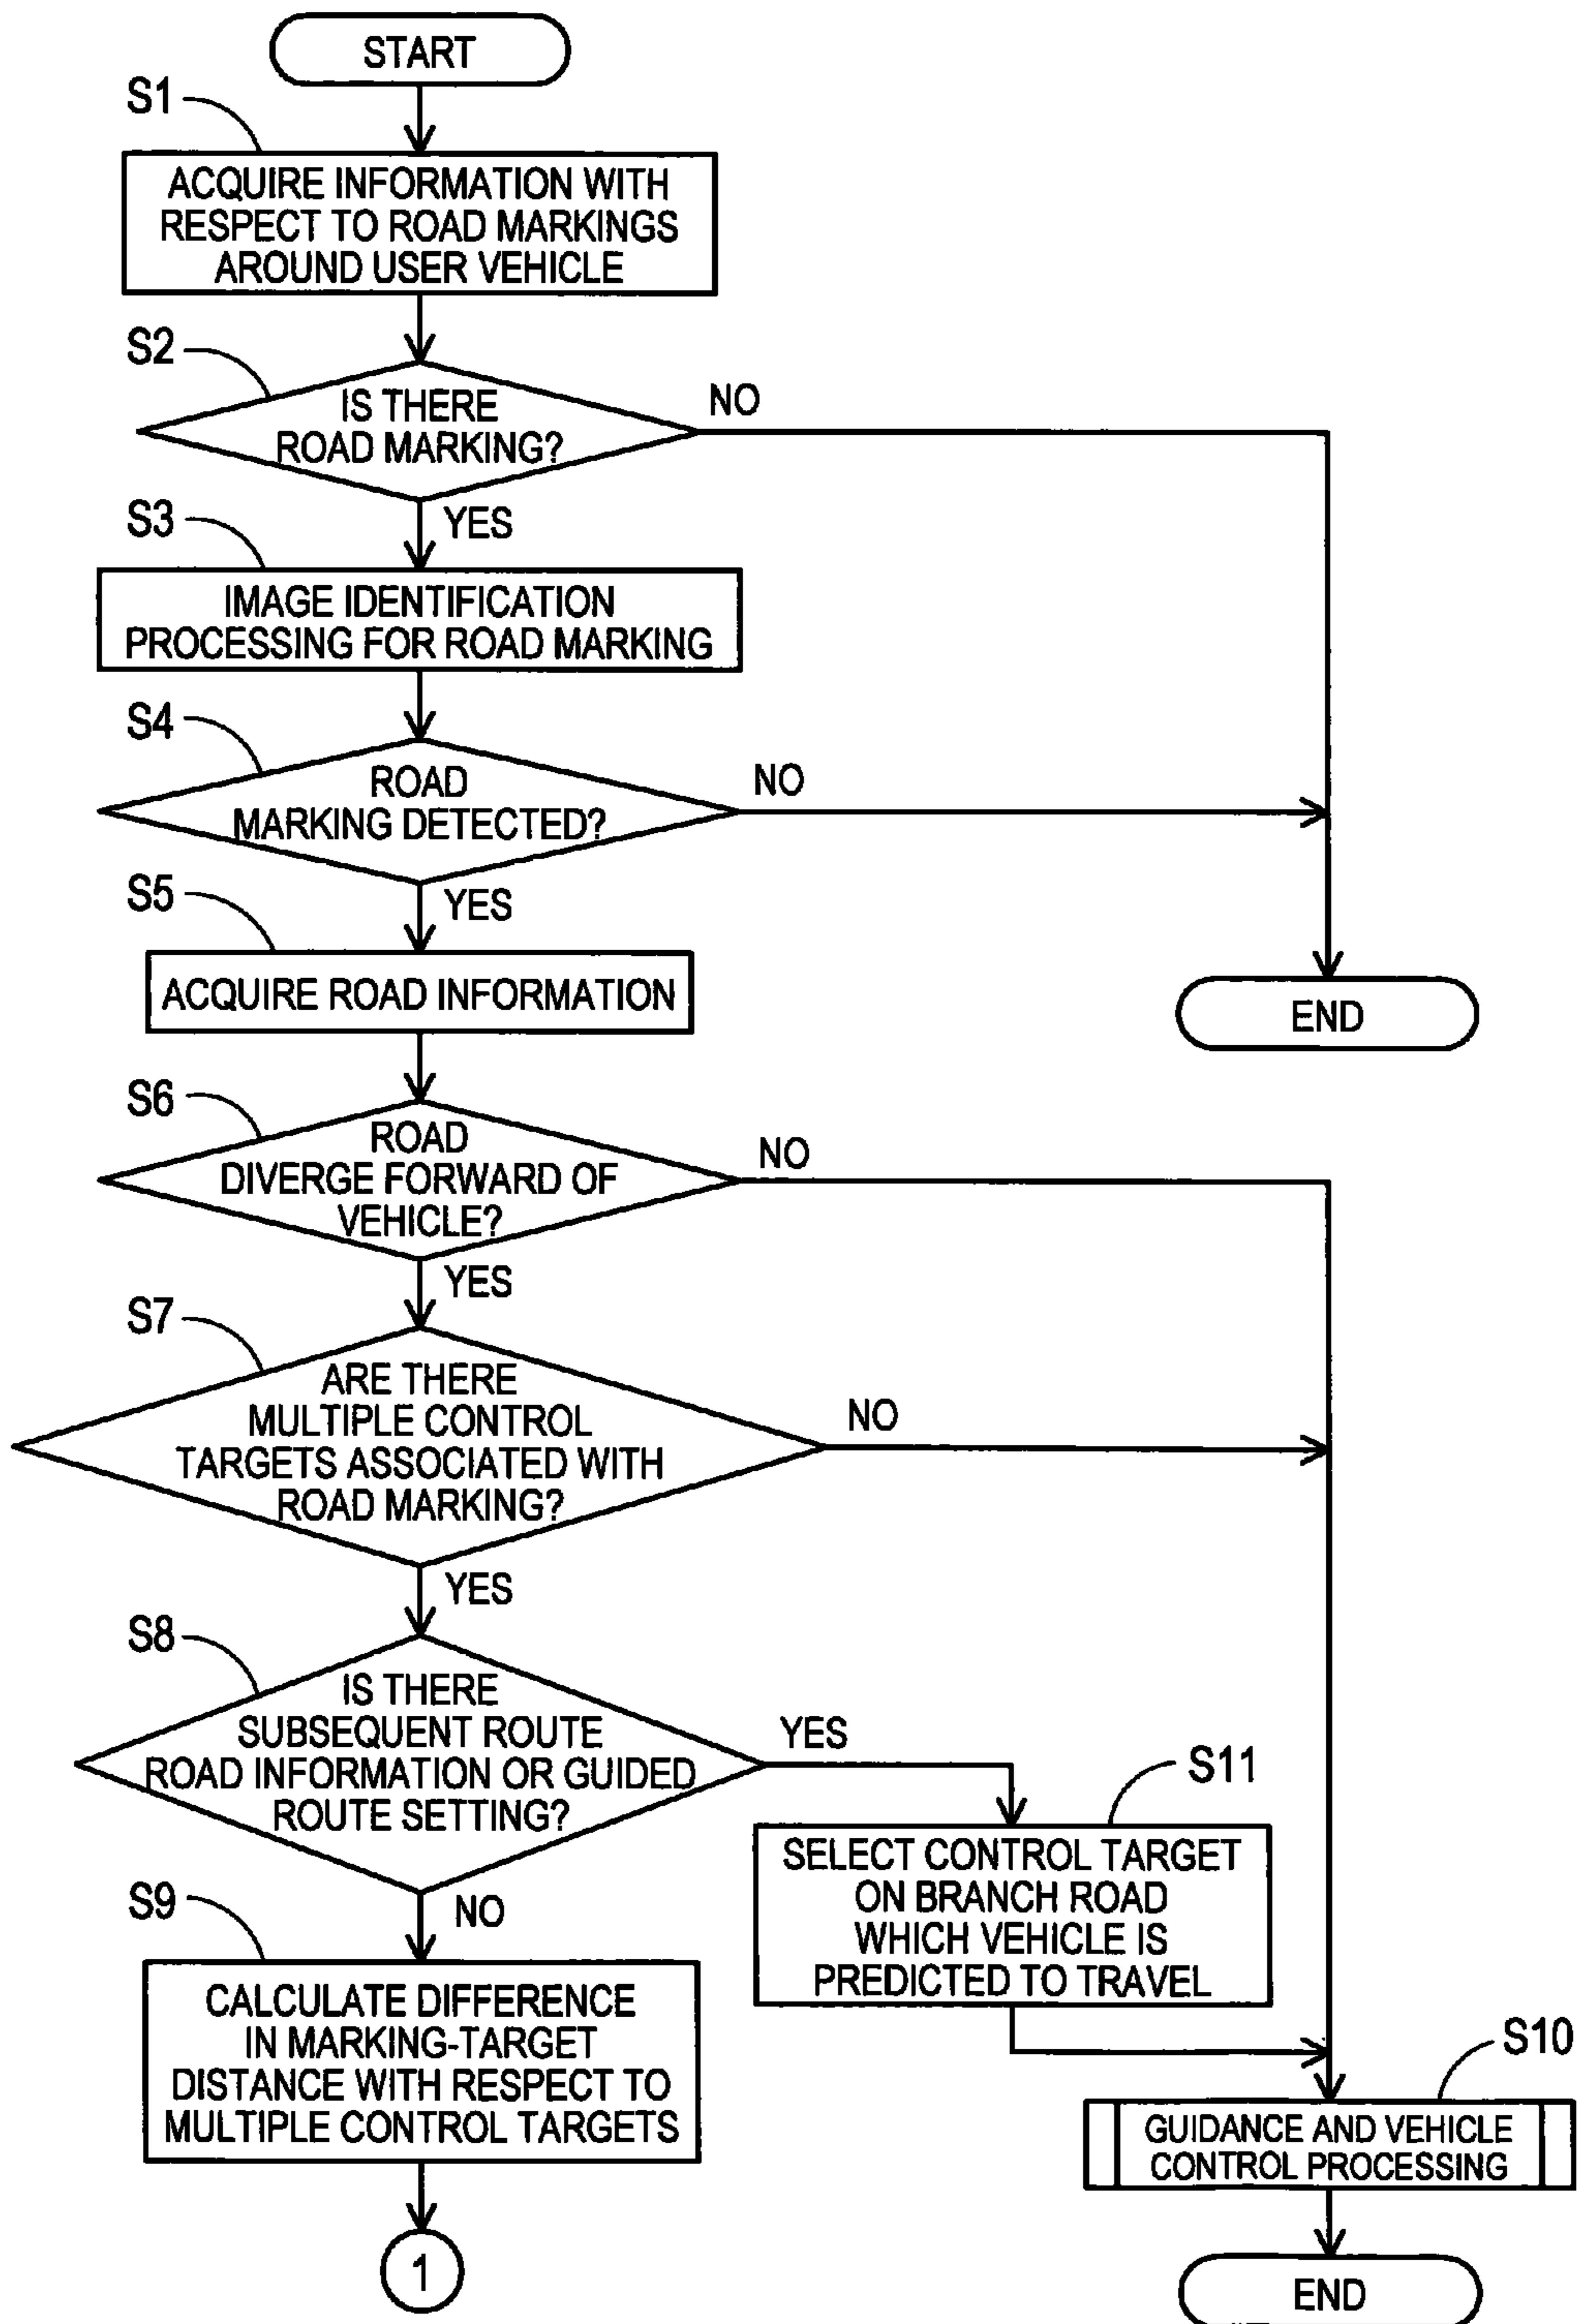 START
S1
ACQUIRE INFORMATION WITH
RESPECT TO ROAD MARKINGS
AROUND USER VEHICLE
S2
IS THERE
ROAD MARKING?
NO
YES
S3
IMAGE IDENTIFICATION
PROCESSING FOR ROAD MARKING
S4
ROAD
MARKING DETECTED?
NO
YES
S5
ACQUIRE ROAD INFORMATION
END
S6
ROAD
DIVERGE FORWARD OF
VEHICLE?
NO
YES
S7
ARE THERE
MULTIPLE CONTROL
TARGETS ASSOCIATED WITH
ROAD MARKING?
NO
YES
S8
IS THERE
SUBSEQUENT ROUTE
ROAD INFORMATION OR GUIDED
ROUTE SETTING?
YES
NO
S11
SELECT CONTROL TARGET
ON BRANCH ROAD
WHICH VEHICLE IS
PREDICTED TO TRAVEL
S9
CALCULATE DIFFERENCE
IN MARKING-TARGET
DISTANCE WITH RESPECT TO
MULTIPLE CONTROL TARGETS
S10
GUIDANCE AND VEHICLE
CONTROL PROCESSING
1
END